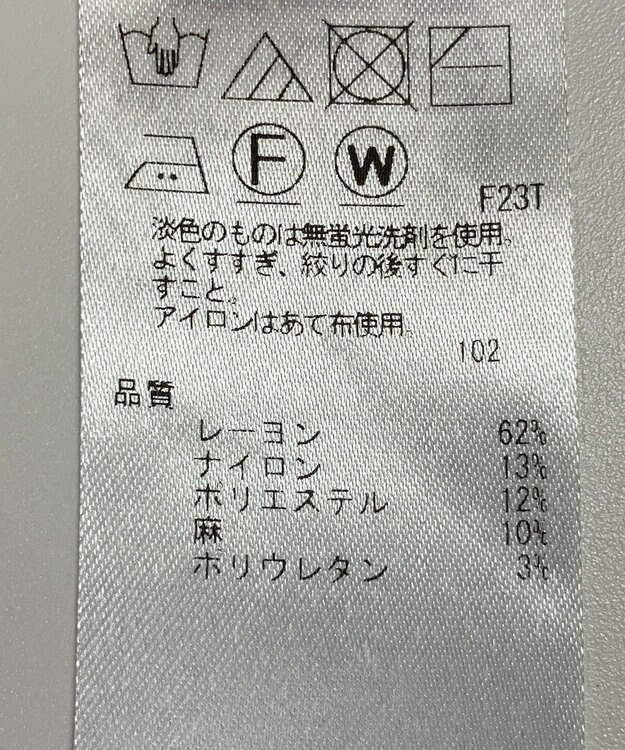 F
W
F23T
淡色のものは無蛍光洗剤を使用。
よくすすぎ、絞りの後すぐに干
すこと。
アイロンはあて布使用。
102
品質
レーヨン 62%
ナイロン 13%
ポリエステル 12%
麻 10%
ポリウレタン 3%